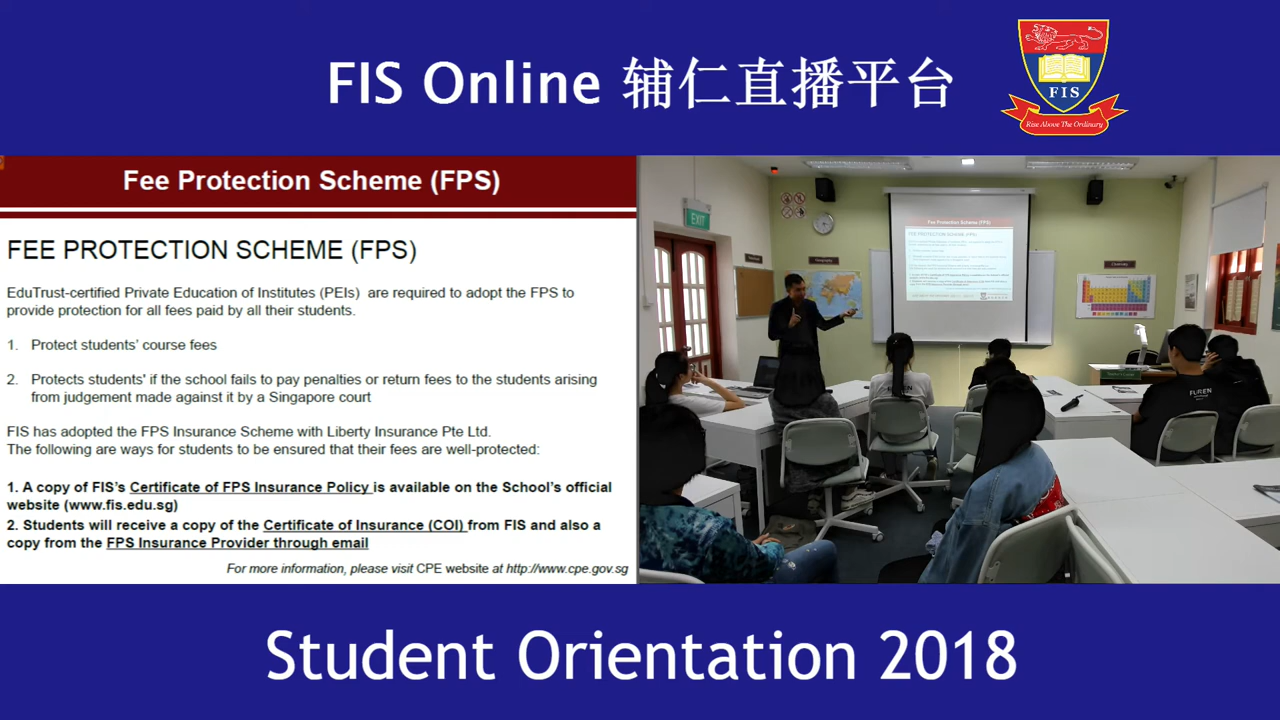 FIS Online 辅仁直播平台
FIS
Rise Above The Ordinary
Fee Protection Scheme (FPS)
FEE PROTECTION SCHEME (FPS)
EduTrust-certified Private Education of Institutes (PEIs) are required to adopt the FPS to
provide protection for all fees paid by all their students.
1. Protect students' course fees
2. Protects students' if the school fails to pay penalties or return fees to the students arising
from judgement made against it by a Singapore court
FIS has adopted the FPS Insurance Scheme with Liberty Insurance Pte Ltd.
The following are ways for students to be ensured that their fees are well-protected:
1. A copy of FIS's Certificate of FPS Insurance Policy is available on the School's official
website (www.fis.edu.sg)
2. Students will receive a copy of the Certificate of Insurance (COI) from FIS and also a
copy from the FPS Insurance Provider through email
For more information, please visit CPE website at http://www.cpe.gov.sg
EXIT
Fee Protection Scheme (FPS)
FEE PROTECTION SCHEME (FPS)
Geography
Chemistry
Student Orientation 2018